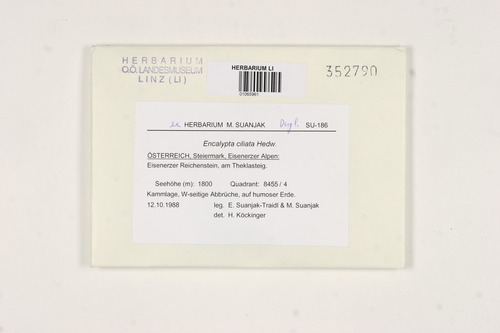 HERBARIUM
O.Ö. LANDESMUSEUM
LINZ (LI)
HERBARIUM LI
352790
ex HERBARIUM M. SUANJAK Dupl. SU-186
Encalypta ciliata Hedw.
ÖSTERREICH, Steiermark, Eisenerzer Alpen:
Eisenerzer Reichenstein, am Theklasteig.
Seehöhe (m): 1800 Quadrant: 8455 / 4
Kammlage, W-seitige Abbrüche, auf humoser Erde.
12.10.1988 leg. E. Suanjak-Traidl & M. Suanjak
det. H. Köckinger